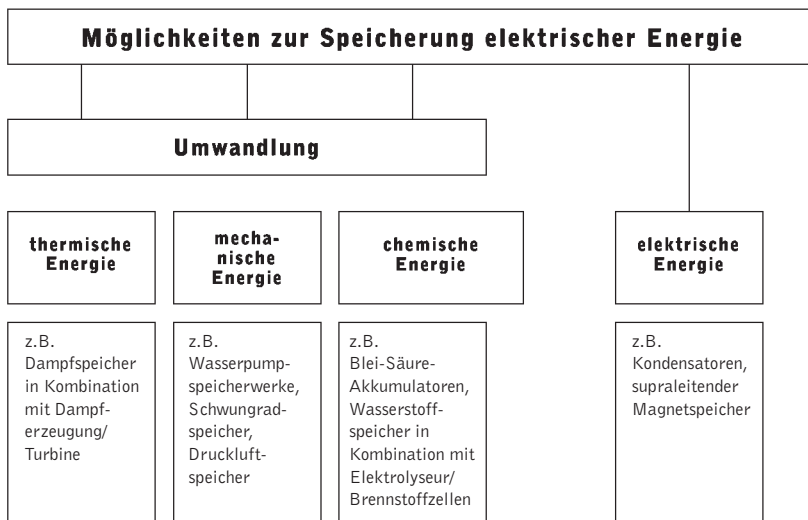 Möglichkeiten zur Speicherung elektrischer Energie
Umwandlung
thermische
Energie
mecha-
nische
Energie
chemische
Energie
elektrische
Energie
z.B.
Dampfspeicher
in Kombination
mit Dampf-
erzeugung/
Turbine
z.B.
Wasserpump-
speicherwerke,
Schwungrad-
speicher,
Druckluft-
speicher
z.B.
Blei-Säure-
Akkumulatoren,
Wasserstoff-
speicher in
Kombination mit
Elektrolyseur/
Brennstoffzellen
z.B.
Kondensatoren,
supraleitender
Magnetspeicher